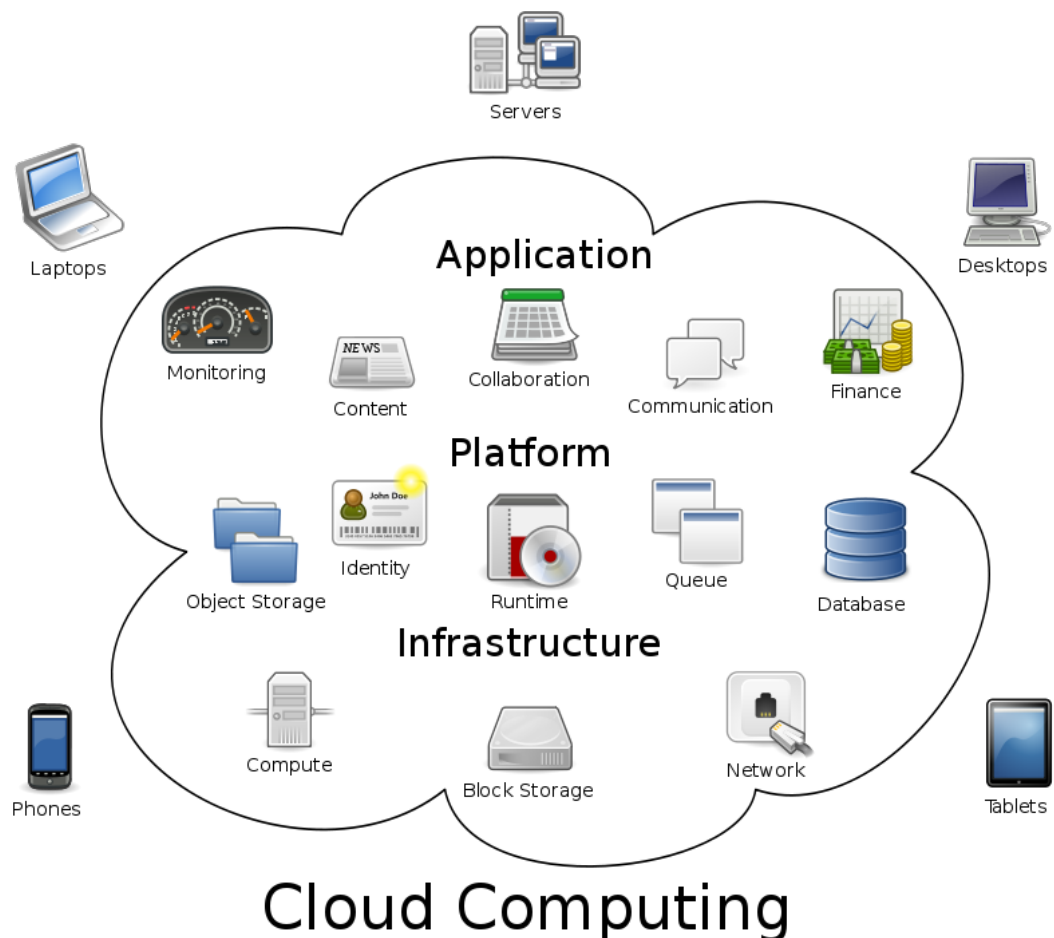 Servers
Laptops
Desktops
Application
Monitoring
NEWS
Content
Collaboration
Communication
Finance
Platform
Object Storage
John Doe
Identity
Runtime
Queue
Database
Infrastructure
Compute
Block Storage
Network
Phones
Tablets
Cloud Computing